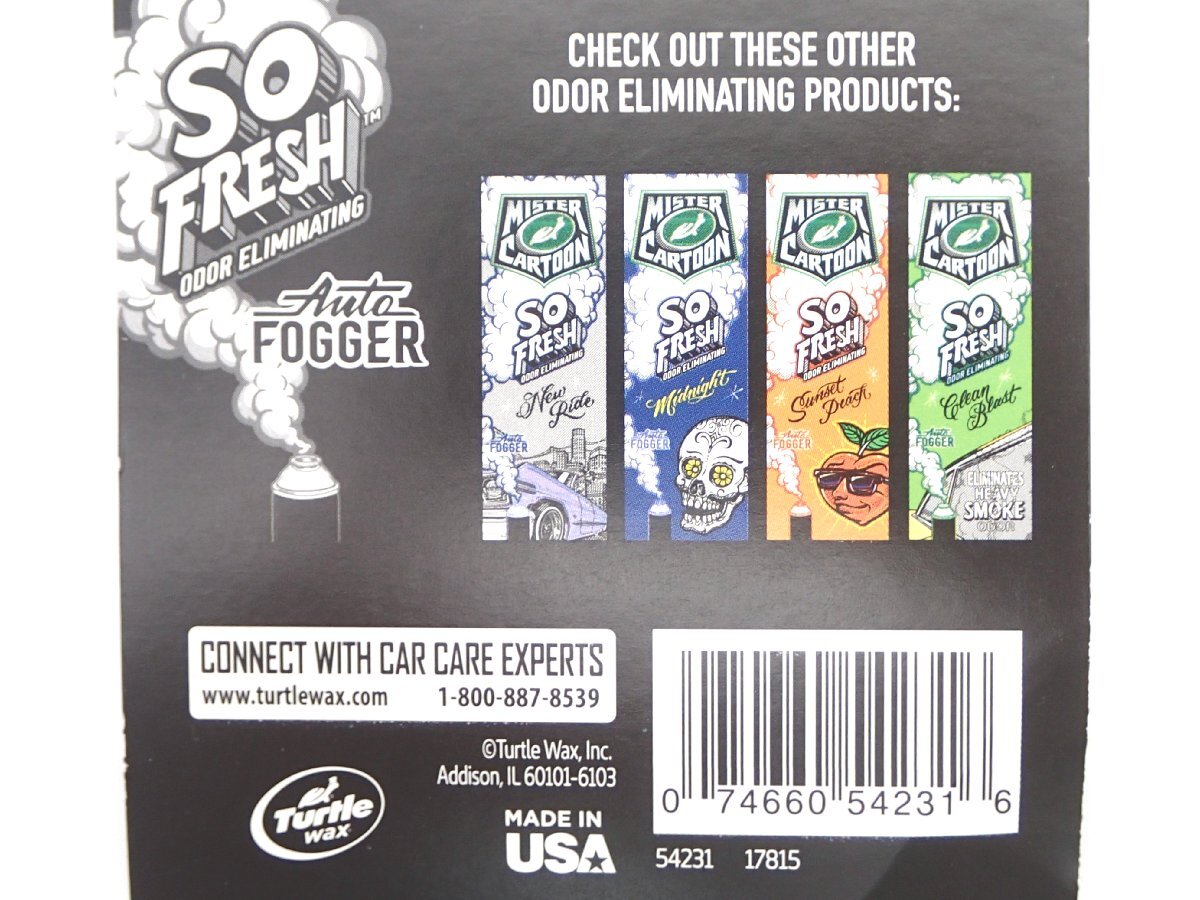 SO
FRESH™
ODOR ELIMINATING
Auto
FOGGER
CHECK OUT THESE OTHER
ODOR ELIMINATING PRODUCTS:
MISTER
CARTOON
SO
FRESH
ODOR ELIMINATING
New
Ride
Auto
FOGGER
MISTER
CARTOON
SO
FRESH
ODOR ELIMINATING
Midnight
Auto
FOGGER
MISTER
CARTOON
SO
FRESH
ODOR ELIMINATING
Sunset
Peach
Auto
FOGGER
MISTER
CARTOON
SO
FRESH
ODOR ELIMINATING
Clean
Blast
Auto
FOGGER
ELIMINATES
HEAVY
SMOKE
ODOR
CONNECT WITH CAR CARE EXPERTS
www.turtlewax.com 1-800-887-8539
©Turtle Wax, Inc.
Addison, IL 60101-6103
Turtle
wax®
MADE IN
USA
0 74660 54231 6
54231 17815